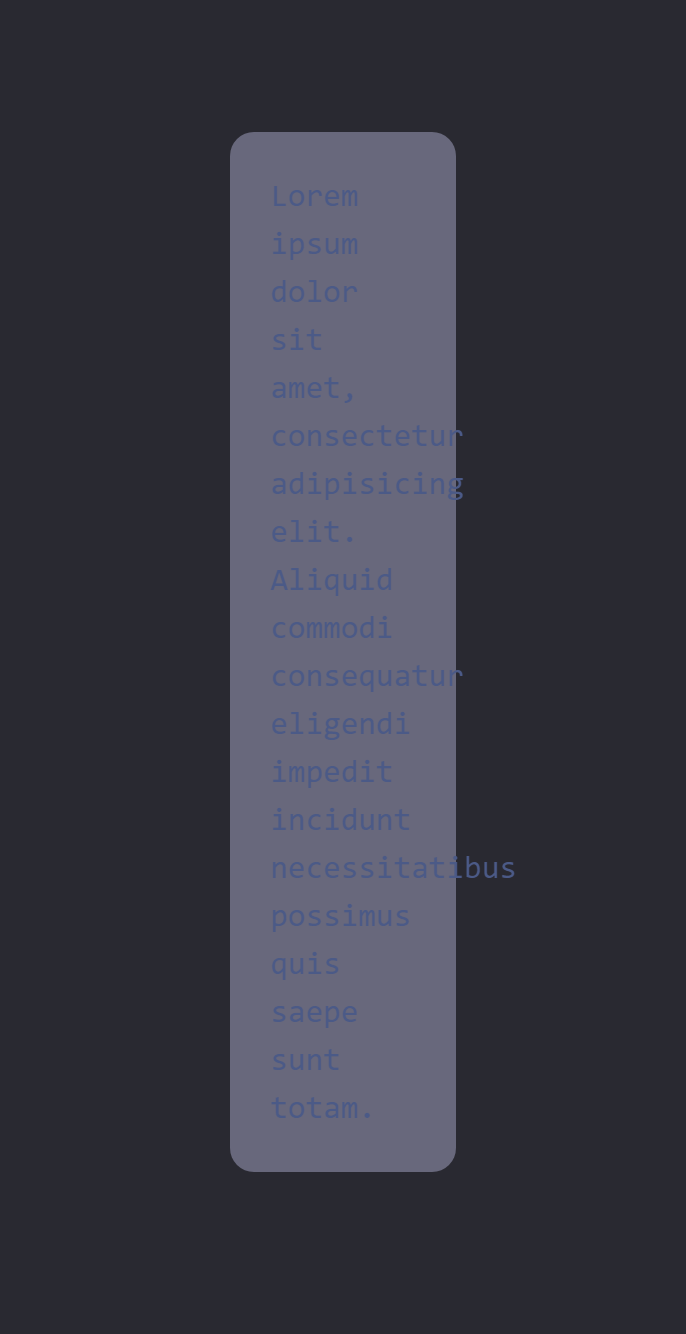 Lorem
ipsum
dolor
sit
amet,
consectetur
adipisicing
elit.
Aliquid
commodi
consequatur
eligendi
impedit
incidunt
necessitatibus
possimus
quis
saepe
sunt
totam.